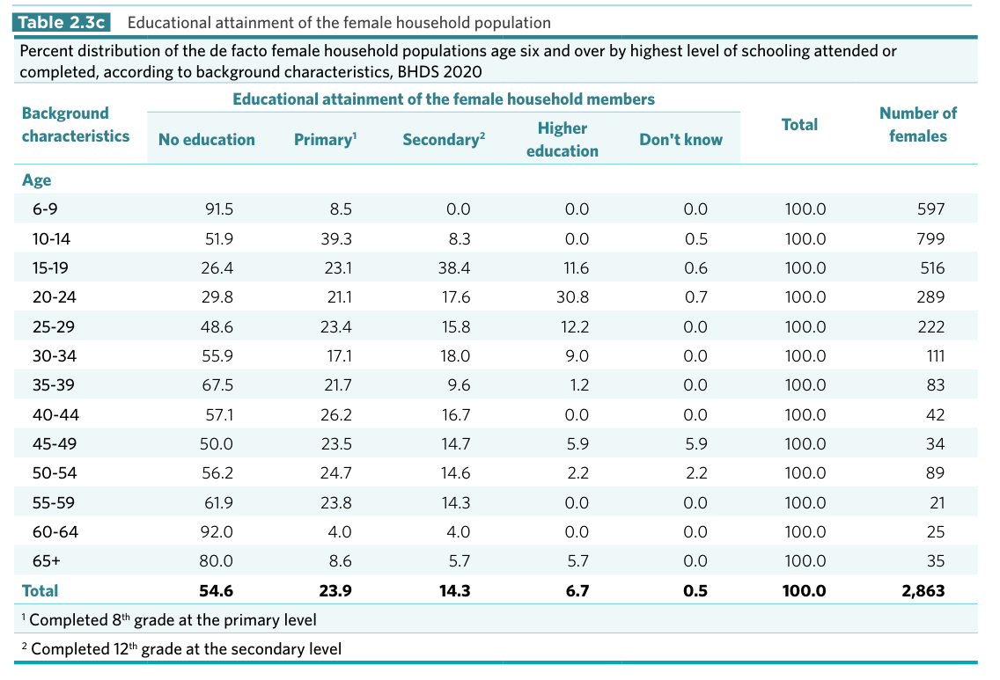 Table 2.3c Educational attainment of the female household population
Percent distribution of the de facto female household populations age six and over by highest level of schooling attended or
completed, according to background characteristics, BHDS 2020
Background characteristics Educational attainment of the female household members Total Number of females
No education Primary¹ Secondary² Higher education Don't know
Age
6-9 91.5 8.5 0.0 0.0 0.0 100.0 597
10-14 51.9 39.3 8.3 0.0 0.5 100.0 799
15-19 26.4 23.1 38.4 11.6 0.6 100.0 516
20-24 29.8 21.1 17.6 30.8 0.7 100.0 289
25-29 48.6 23.4 15.8 12.2 0.0 100.0 222
30-34 55.9 17.1 18.0 9.0 0.0 100.0 111
35-39 67.5 21.7 9.6 1.2 0.0 100.0 83
40-44 57.1 26.2 16.7 0.0 0.0 100.0 42
45-49 50.0 23.5 14.7 5.9 5.9 100.0 34
50-54 56.2 24.7 14.6 2.2 2.2 100.0 89
55-59 61.9 23.8 14.3 0.0 0.0 100.0 21
60-64 92.0 4.0 4.0 0.0 0.0 100.0 25
65+ 80.0 8.6 5.7 5.7 0.0 100.0 35
Total 54.6 23.9 14.3 6.7 0.5 100.0 2,863
¹ Completed 8th grade at the primary level
² Completed 12th grade at the secondary level